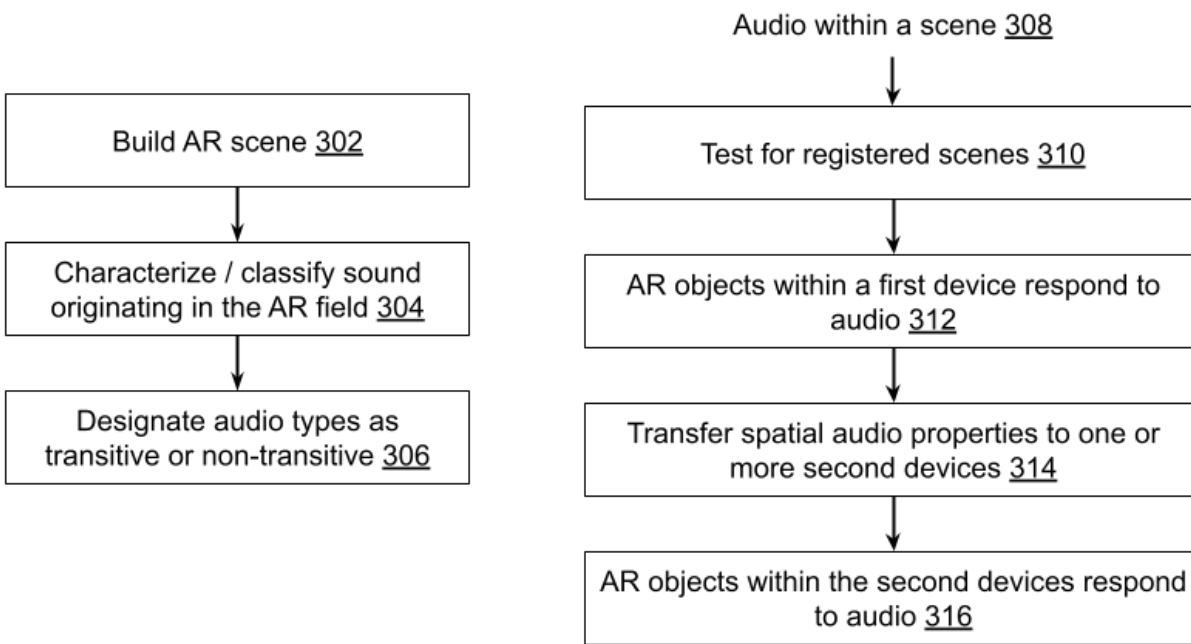 Build AR scene 302
Characterize / classify sound
originating in the AR field 304
Designate audio types as
transitive or non-transitive 306
Audio within a scene 308
Test for registered scenes 310
AR objects within a first device respond to
audio 312
Transfer spatial audio properties to one or
more second devices 314
AR objects within the second devices respond
to audio 316